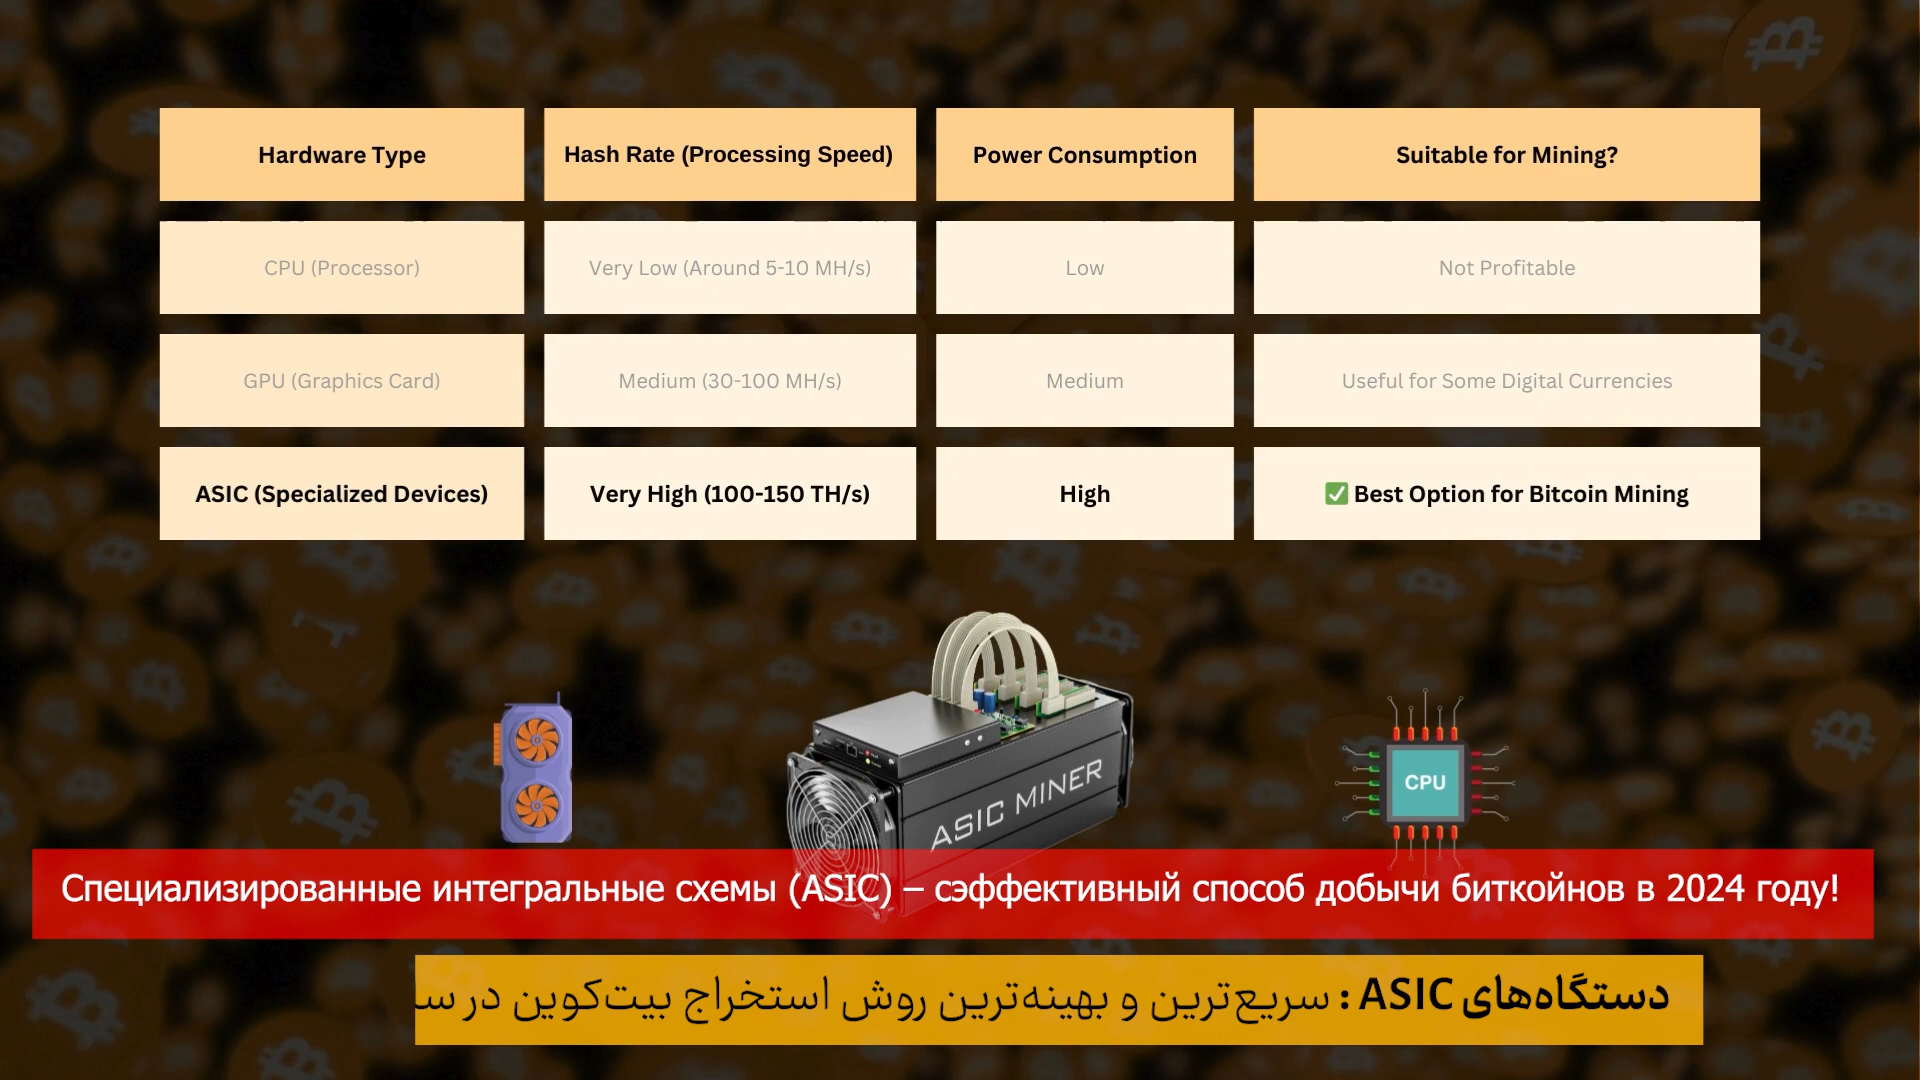 Hardware Type
Hash Rate (Processing Speed)
Power Consumption
Suitable for Mining?
CPU (Processor)
Very Low (Around 5-10 MH/s)
Low
Not Profitable
GPU (Graphics Card)
Medium (30-100 MH/s)
Medium
Useful for Some Digital Currencies
ASIC (Specialized Devices)
Very High (100-150 TH/s)
High
✅ Best Option for Bitcoin Mining
ASIC MINER
CPU
Специализированные интегральные схемы (ASIC) – сэффективный способ добычи биткойнов в 2024 году!
دستگاه‌های ASIC : سریع‌ترین و بهینه‌ترین روش استخراج بیت‌کوین در